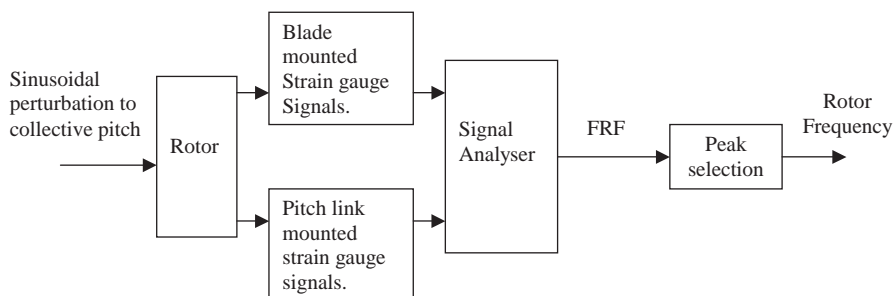 Sinusoidal
perturbation to
collective pitch
Rotor
Blade
mounted
Strain gauge
Signals.
Pitch link
mounted
strain gauge
signals.
Signal
Analyser
FRF
Peak
selection
Rotor
Frequency